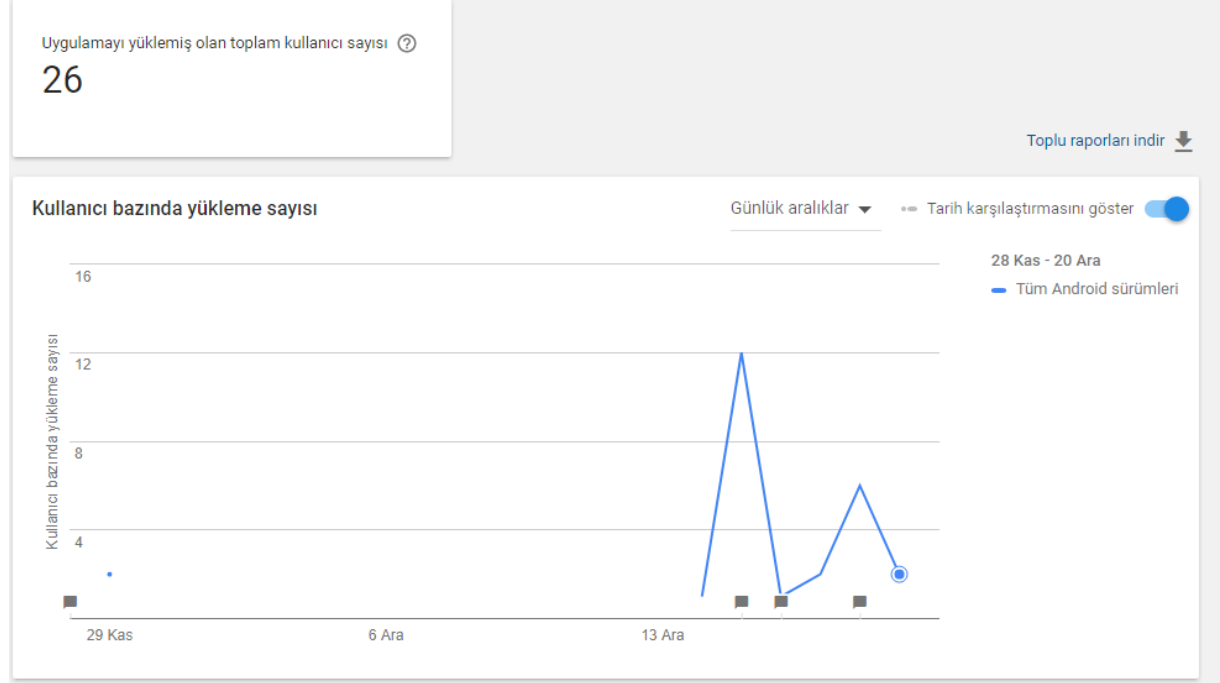 Uygulamayı yüklemiş olan toplam kullanıcı sayısı ?
26
Toplu raporları indir
Kullanıcı bazında yükleme sayısı
Günlük aralıklar
Tarih karşılaştırmasını göster
28 Kas - 20 Ara
Tüm Android sürümleri
Kullanıcı bazında yükleme sayısı
16
12
8
4
29 Kas
6 Ara
13 Ara